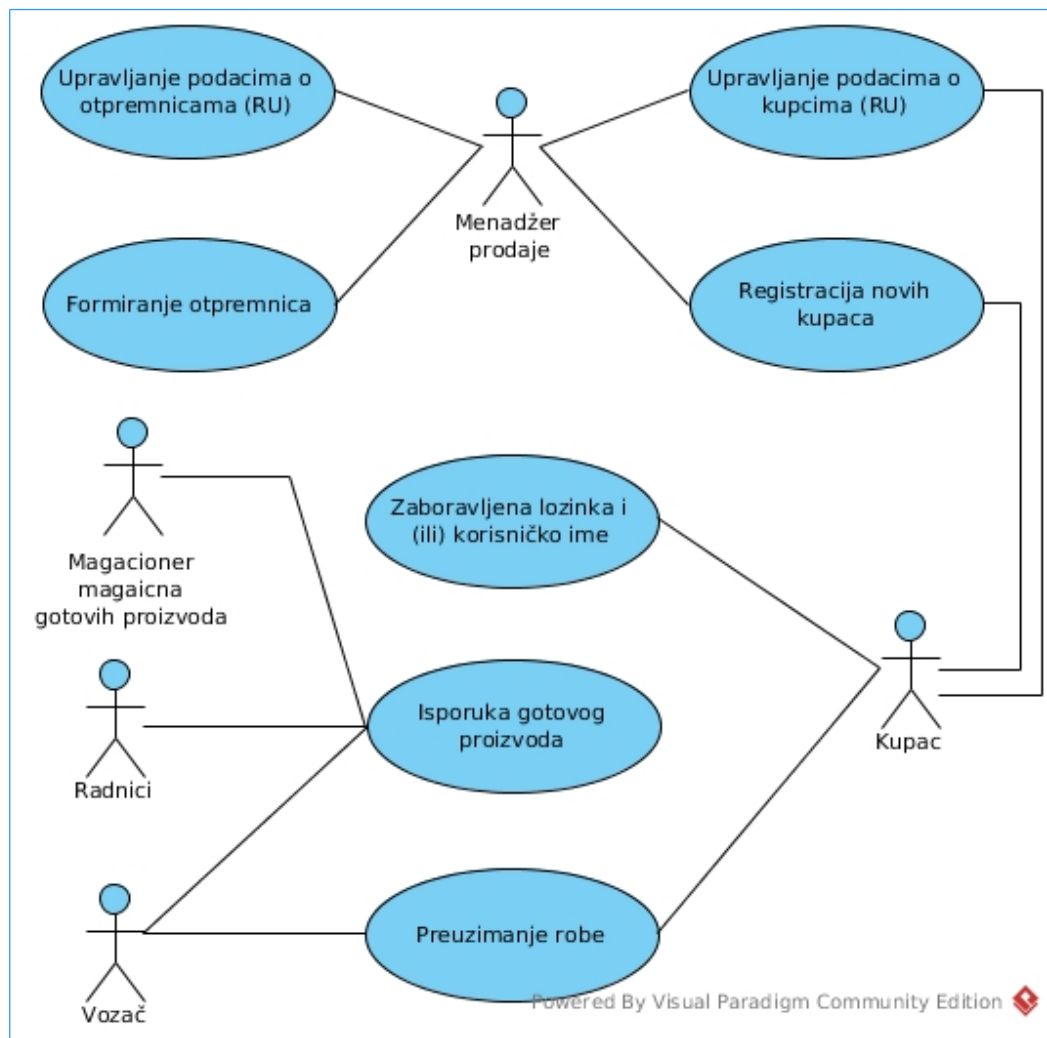 Upravljanje podacima o
otpremnicama (RU)
Upravljanje podacima o
kupcima (RU)
Menadžer
prodaje
Formiranje otpremnica
Registracija novih
kupaca
Zaboravljena lozinka i
(ili) korisničko ime
Magacioner
magaicna
gotovih proizvoda
Isporuka gotovog
proizvoda
Kupac
Radnici
Preuzimanje robe
Vozač
Powered By Visual Paradigm Community Edition